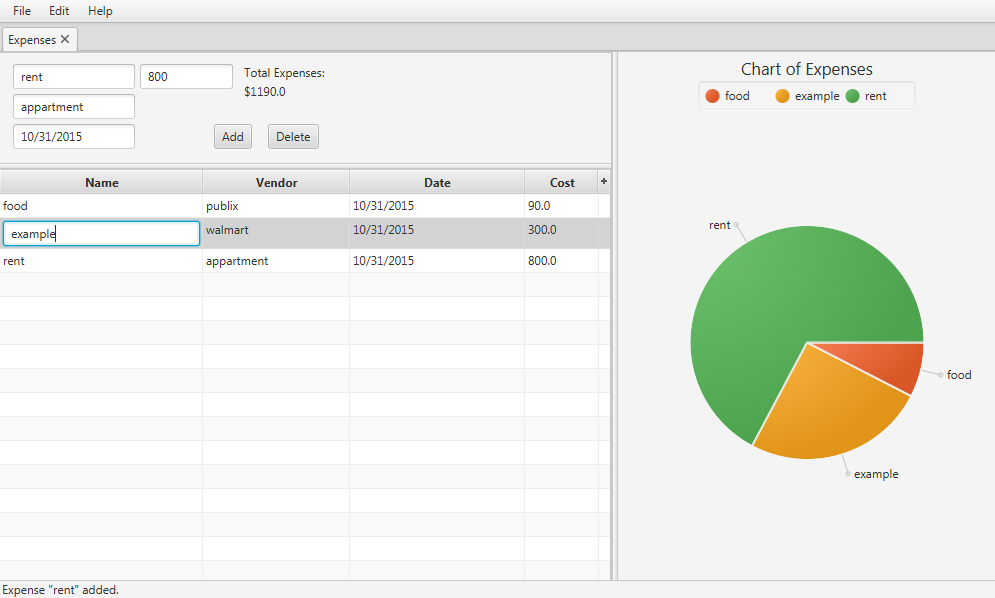 File Edit Help
Expenses
rent 800
appartment
10/31/2015
Total Expenses:
$1190.0
Add Delete
Name Vendor Date Cost +
food publix 10/31/2015 90.0
example walmart 10/31/2015 300.0
rent appartment 10/31/2015 800.0
Chart of Expenses
food example rent
rent
food
example
Expense "rent" added.